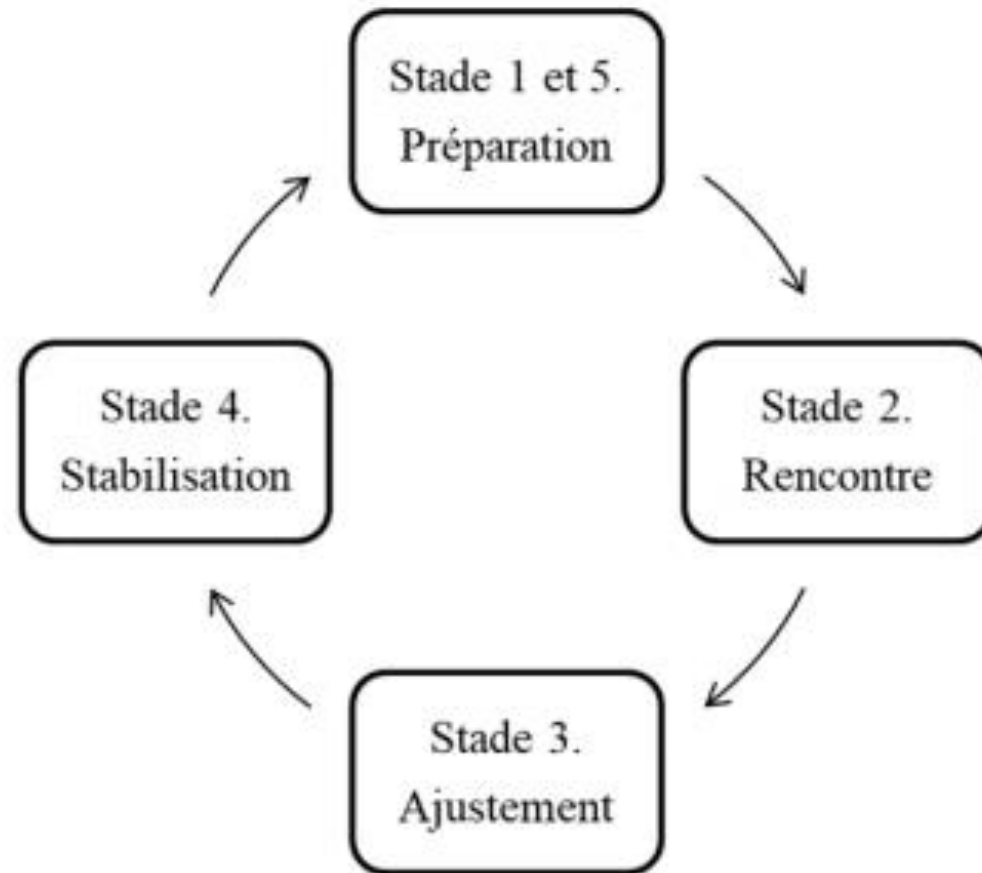 Stade 1 et 5.
Préparation
Stade 2.
Rencontre
Stade 3.
Ajustement
Stade 4.
Stabilisation